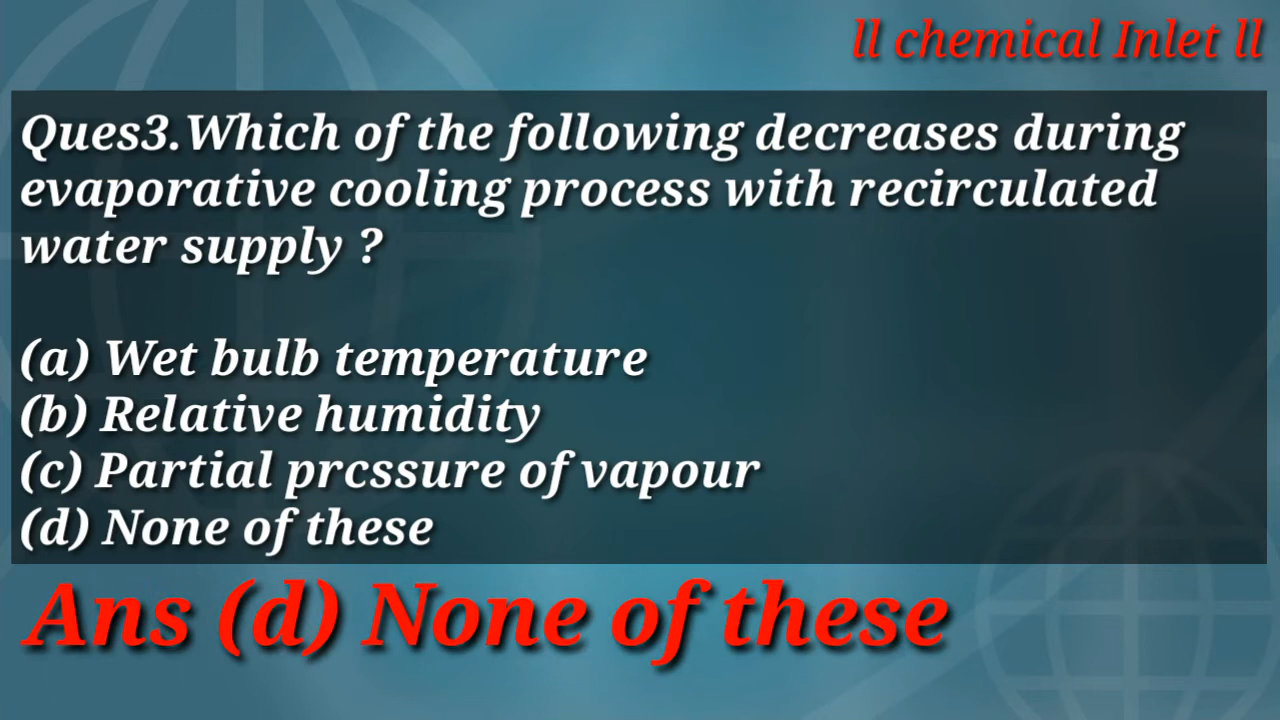 ll chemical Inlet ll
Ques3.Which of the following decreases during
evaporative cooling process with recirculated
water supply ?
(a) Wet bulb temperature
(b) Relative humidity
(c) Partial prcssure of vapour
(d) None of these
Ans (d) None of these